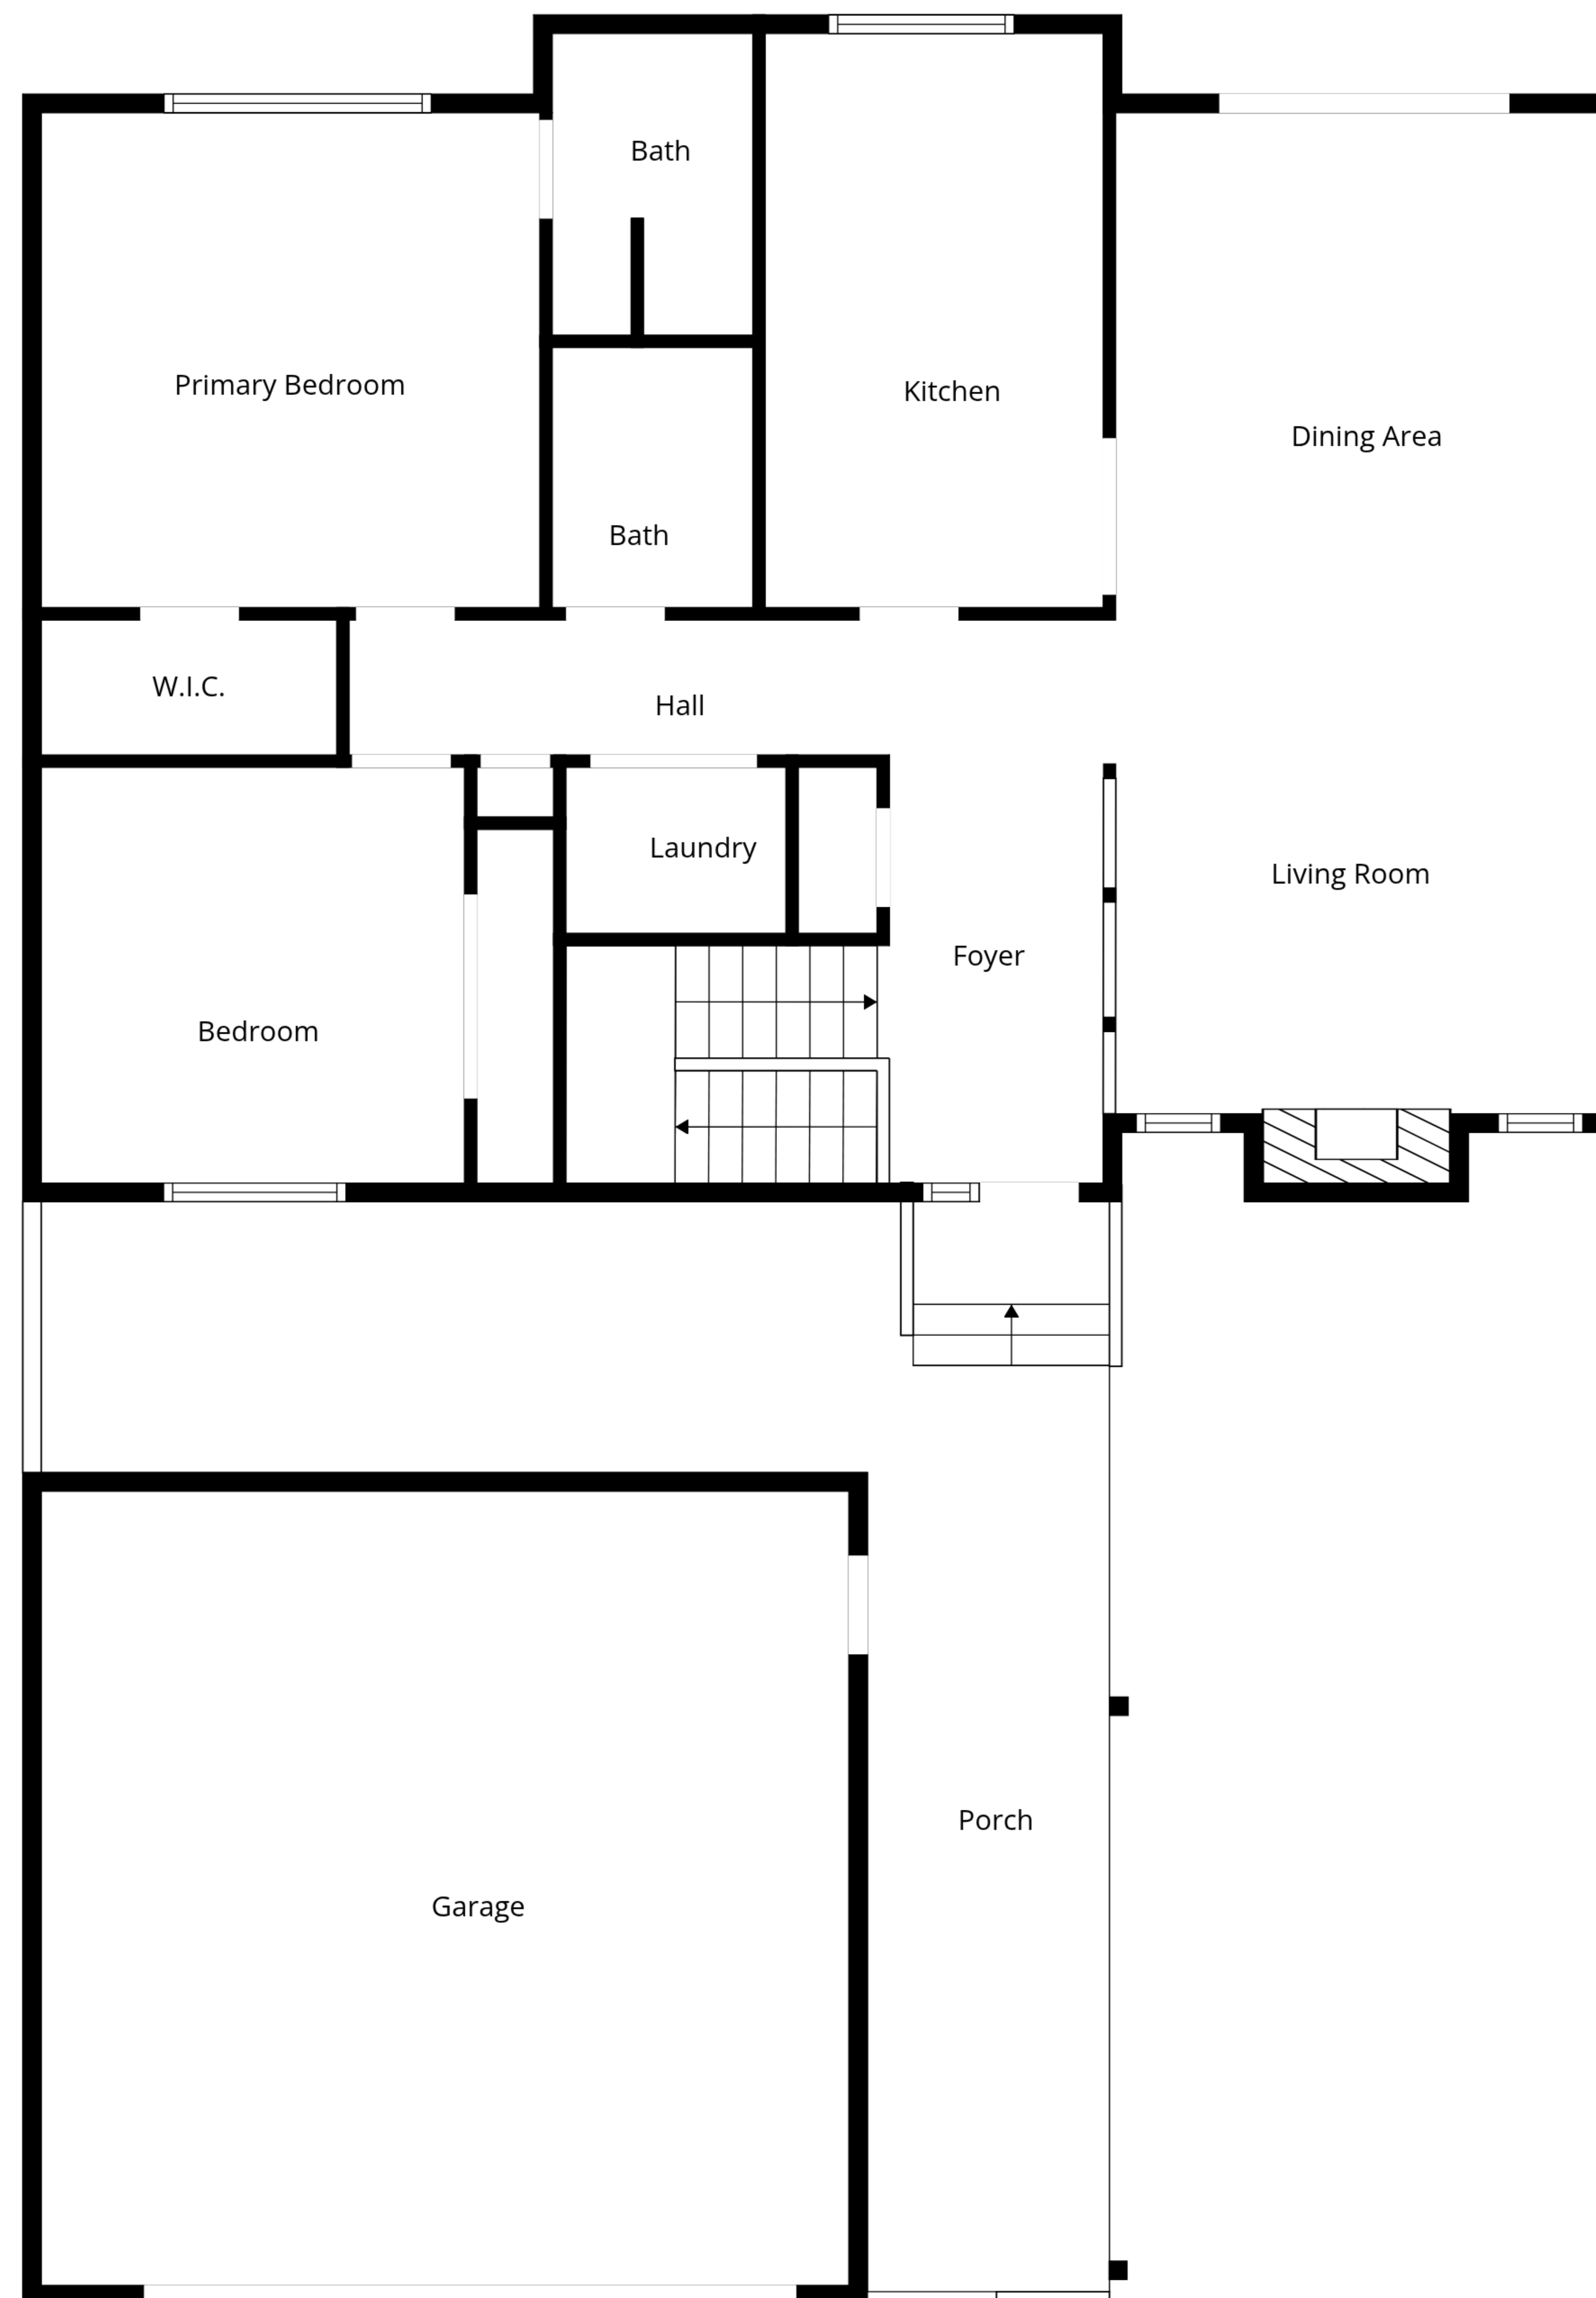 Bath
Primary Bedroom
Kitchen
Dining Area
Bath
W.I.C.
Hall
Laundry
Living Room
Foyer
Bedroom
Porch
Garage